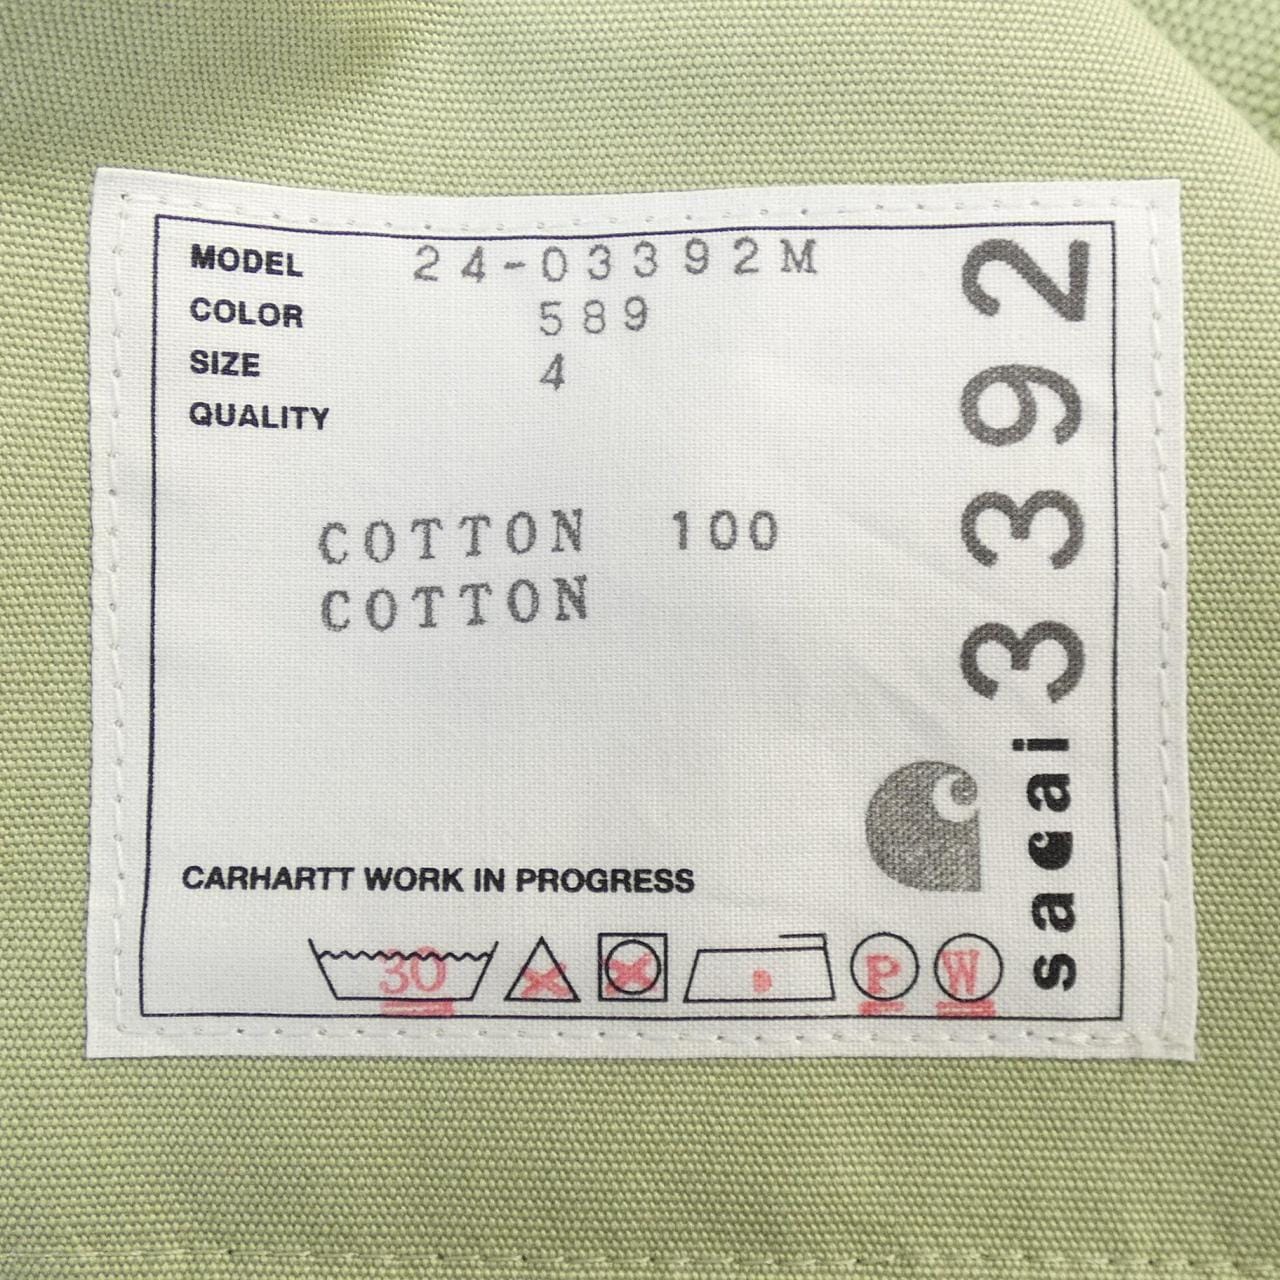 MODEL 24-03392M
COLOR 589
SIZE 4
QUALITY
COTTON 100
COTTON
CARHARTT WORK IN PROGRESS
30
P
W
sacai 3392